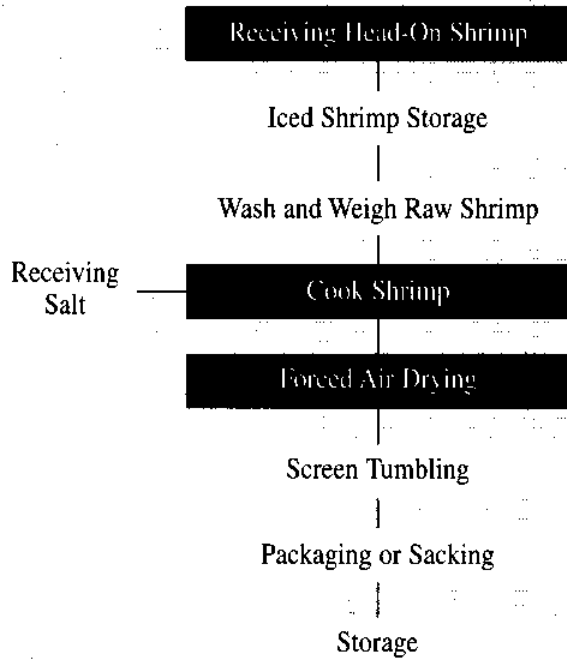 Receiving Head-On Shrimp
Iced Shrimp Storage
Wash and Weigh Raw Shrimp
Receiving
Salt
Cook Shrimp
Forced Air Drying
Screen Tumbling
Packaging or Sacking
Storage